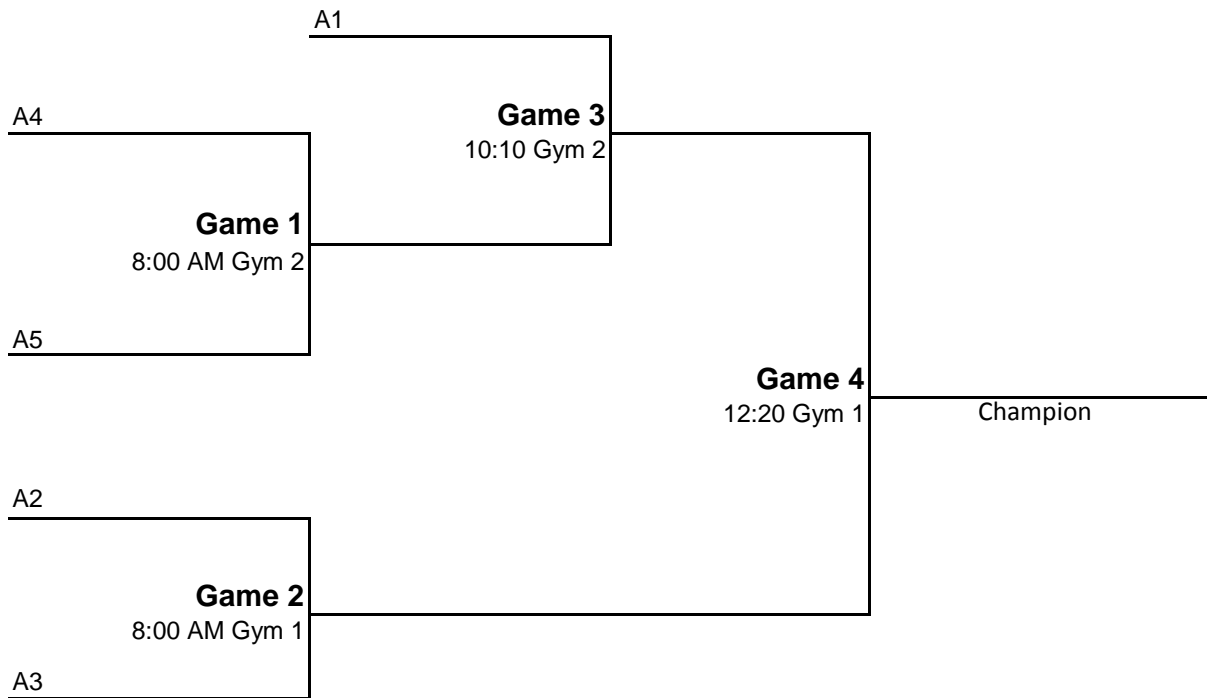 A1
A4
Game 3
10:10 Gym 2
Game 1
8:00 AM Gym 2
A5
Game 4
12:20 Gym 1
Champion
A2
Game 2
8:00 AM Gym 1
A3